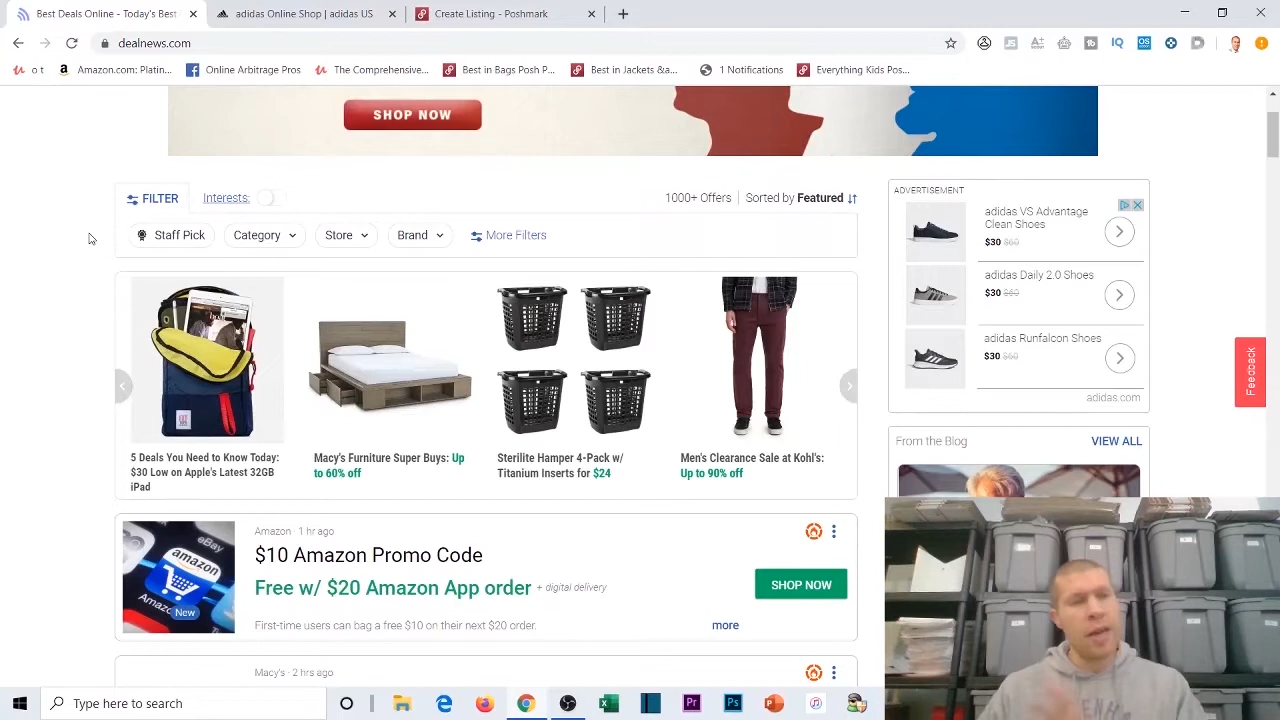 Best Deals Online - Today's Best
adidas Online Shop | adidas US
Create Listing - Poshmark
dealnews.com
o t
Amazon.com: Platin...
Facebook Online Arbitrage Pros
The Comprehensive...
Best in Bags Posh P...
Best in Jackets &a...
1 Notifications
Everything Kids Pos...
SHOP NOW
FILTER
Interests:
1000+ Offers
Sorted by Featured
Staff Pick
Category
Store
Brand
More Filters
5 Deals You Need to Know Today:
$30 Low on Apple's Latest 32GB
iPad
Macy's Furniture Super Buys: Up
to 60% off
Sterilite Hamper 4-Pack w/
Titanium Inserts for $24
Men's Clearance Sale at Kohl's:
Up to 90% off
ADVERTISEMENT
adidas VS Advantage
Clean Shoes
$30 $60
adidas Daily 2.0 Shoes
$30 $60
adidas Runfalcon Shoes
$30 $60
adidas.com
Feedback
From the Blog
VIEW ALL
eBay
amazon
New
Amazon · 1 hr ago
$10 Amazon Promo Code
Free w/ $20 Amazon App order + digital delivery
First-time users can bag a free $10 on their next $20 order.
more
SHOP NOW
Macy's · 2 hrs ago
Type here to search